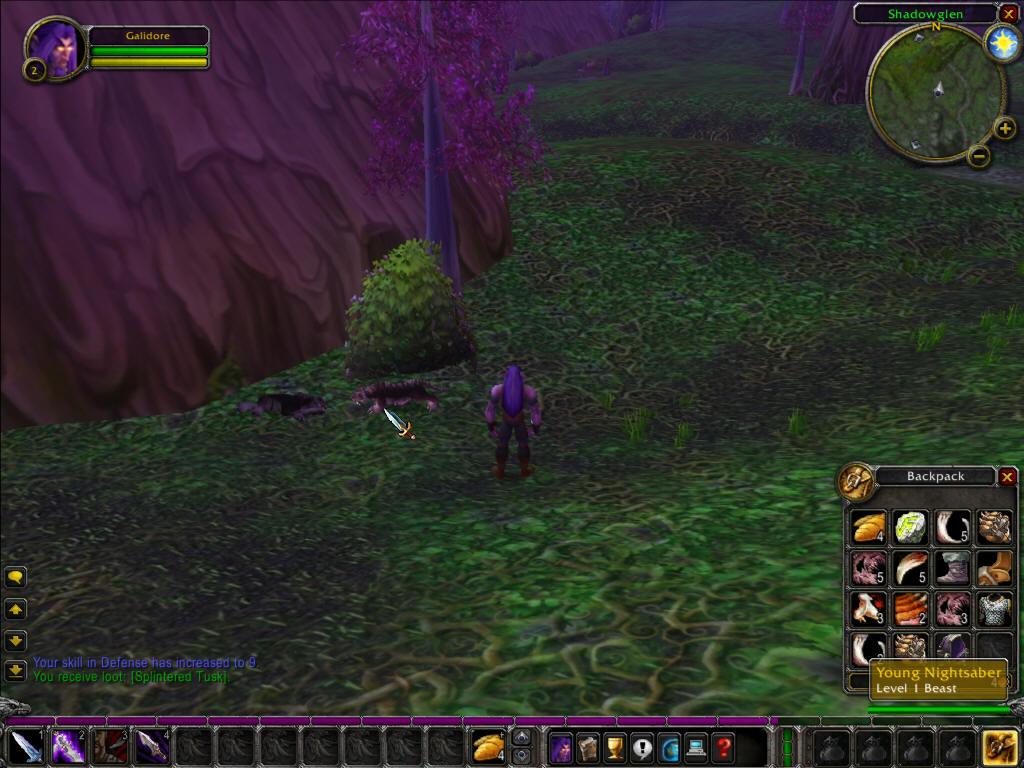 Galidore
2
Shadowglen
N
Your skill in Defense has increased to 9
You receive loot: [Splintered Tusk].
Backpack
4
5
5
5
3
2
3
Young Nightsaber
Level 1 Beast
2
3
4
4